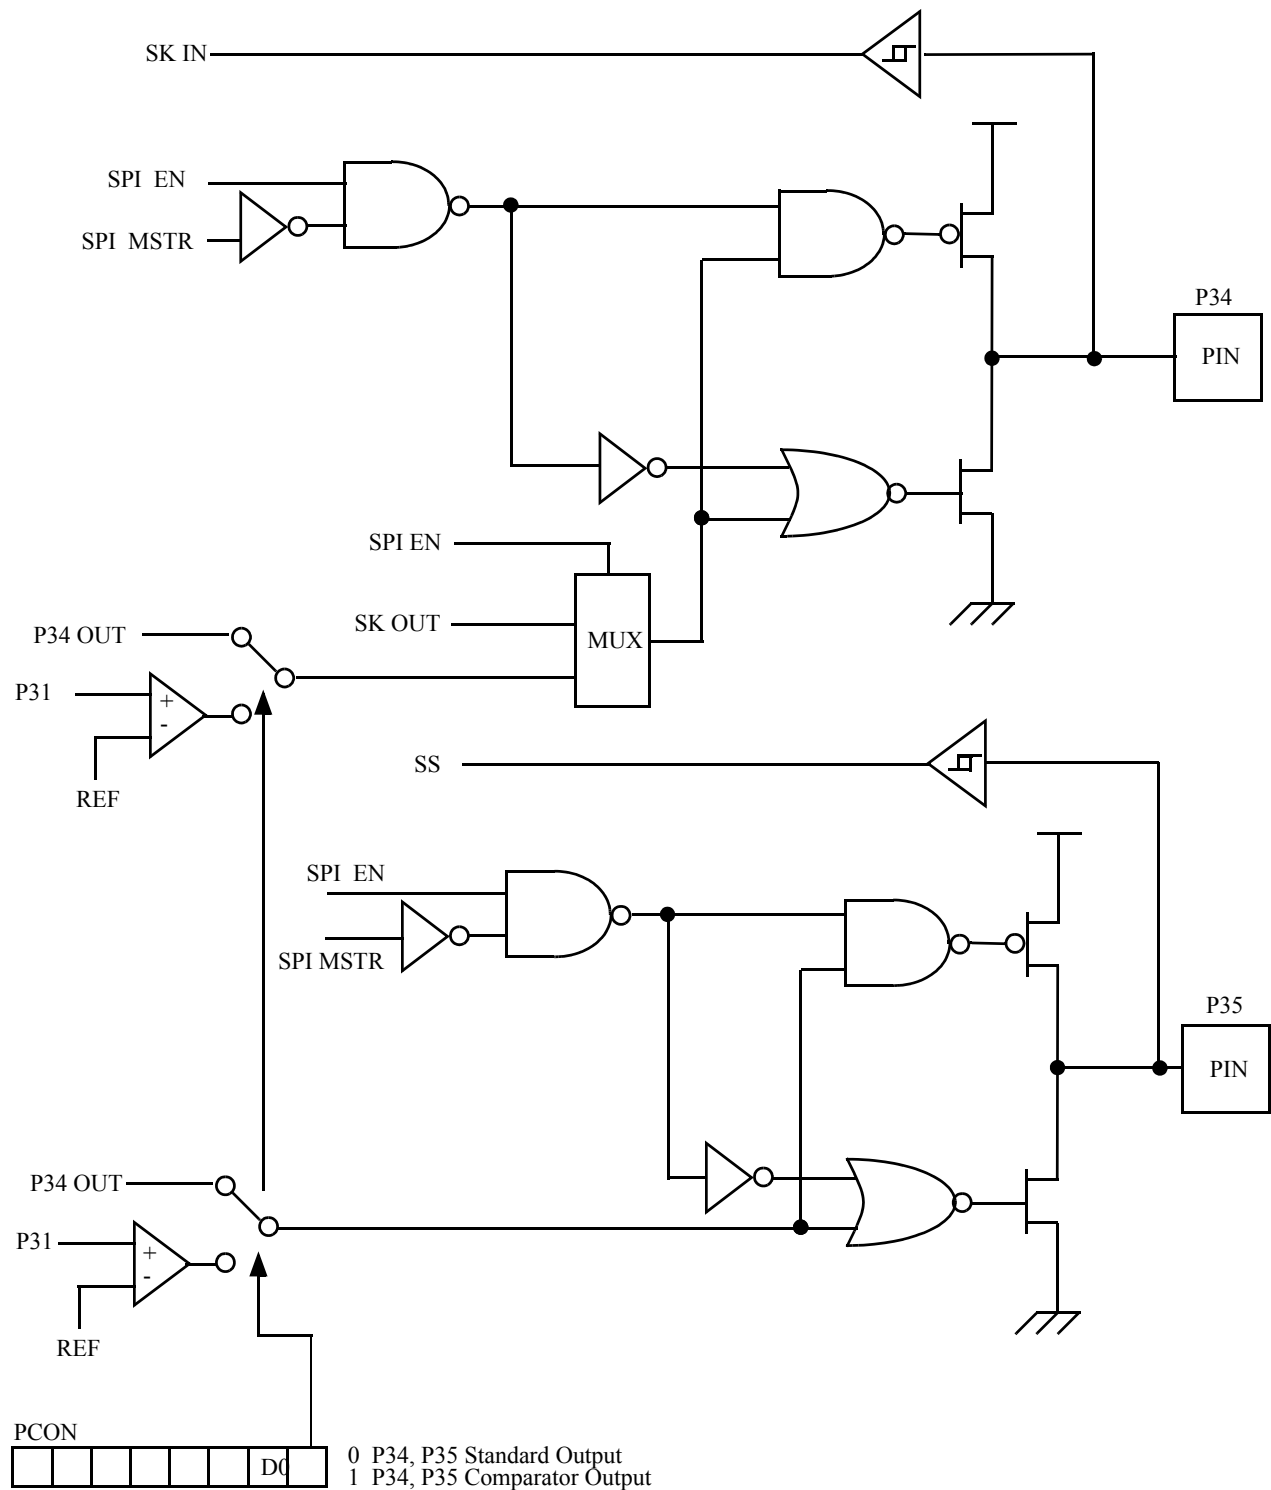 SK IN
SPI EN
SPI MSTR
P34
PIN
SPI EN
SK OUT
MUX
P34 OUT
P31
+
-
REF
SS
SPI EN
SPI MSTR
P35
PIN
P34 OUT
P31
+
-
REF
PCON
D0
0 P34, P35 Standard Output
1 P34, P35 Comparator Output